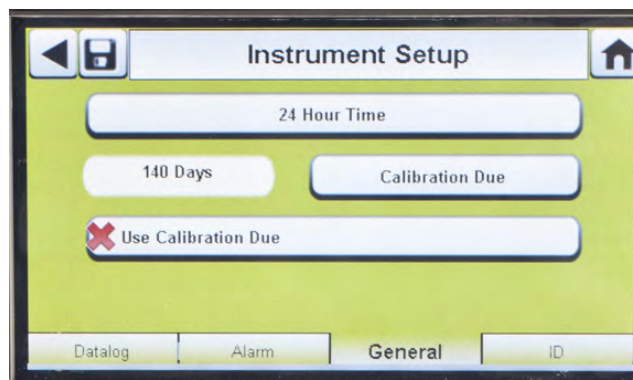 Instrument Setup
24 Hour Time
140 Days
Calibration Due
Use Calibration Due
Datalog Alarm General ID